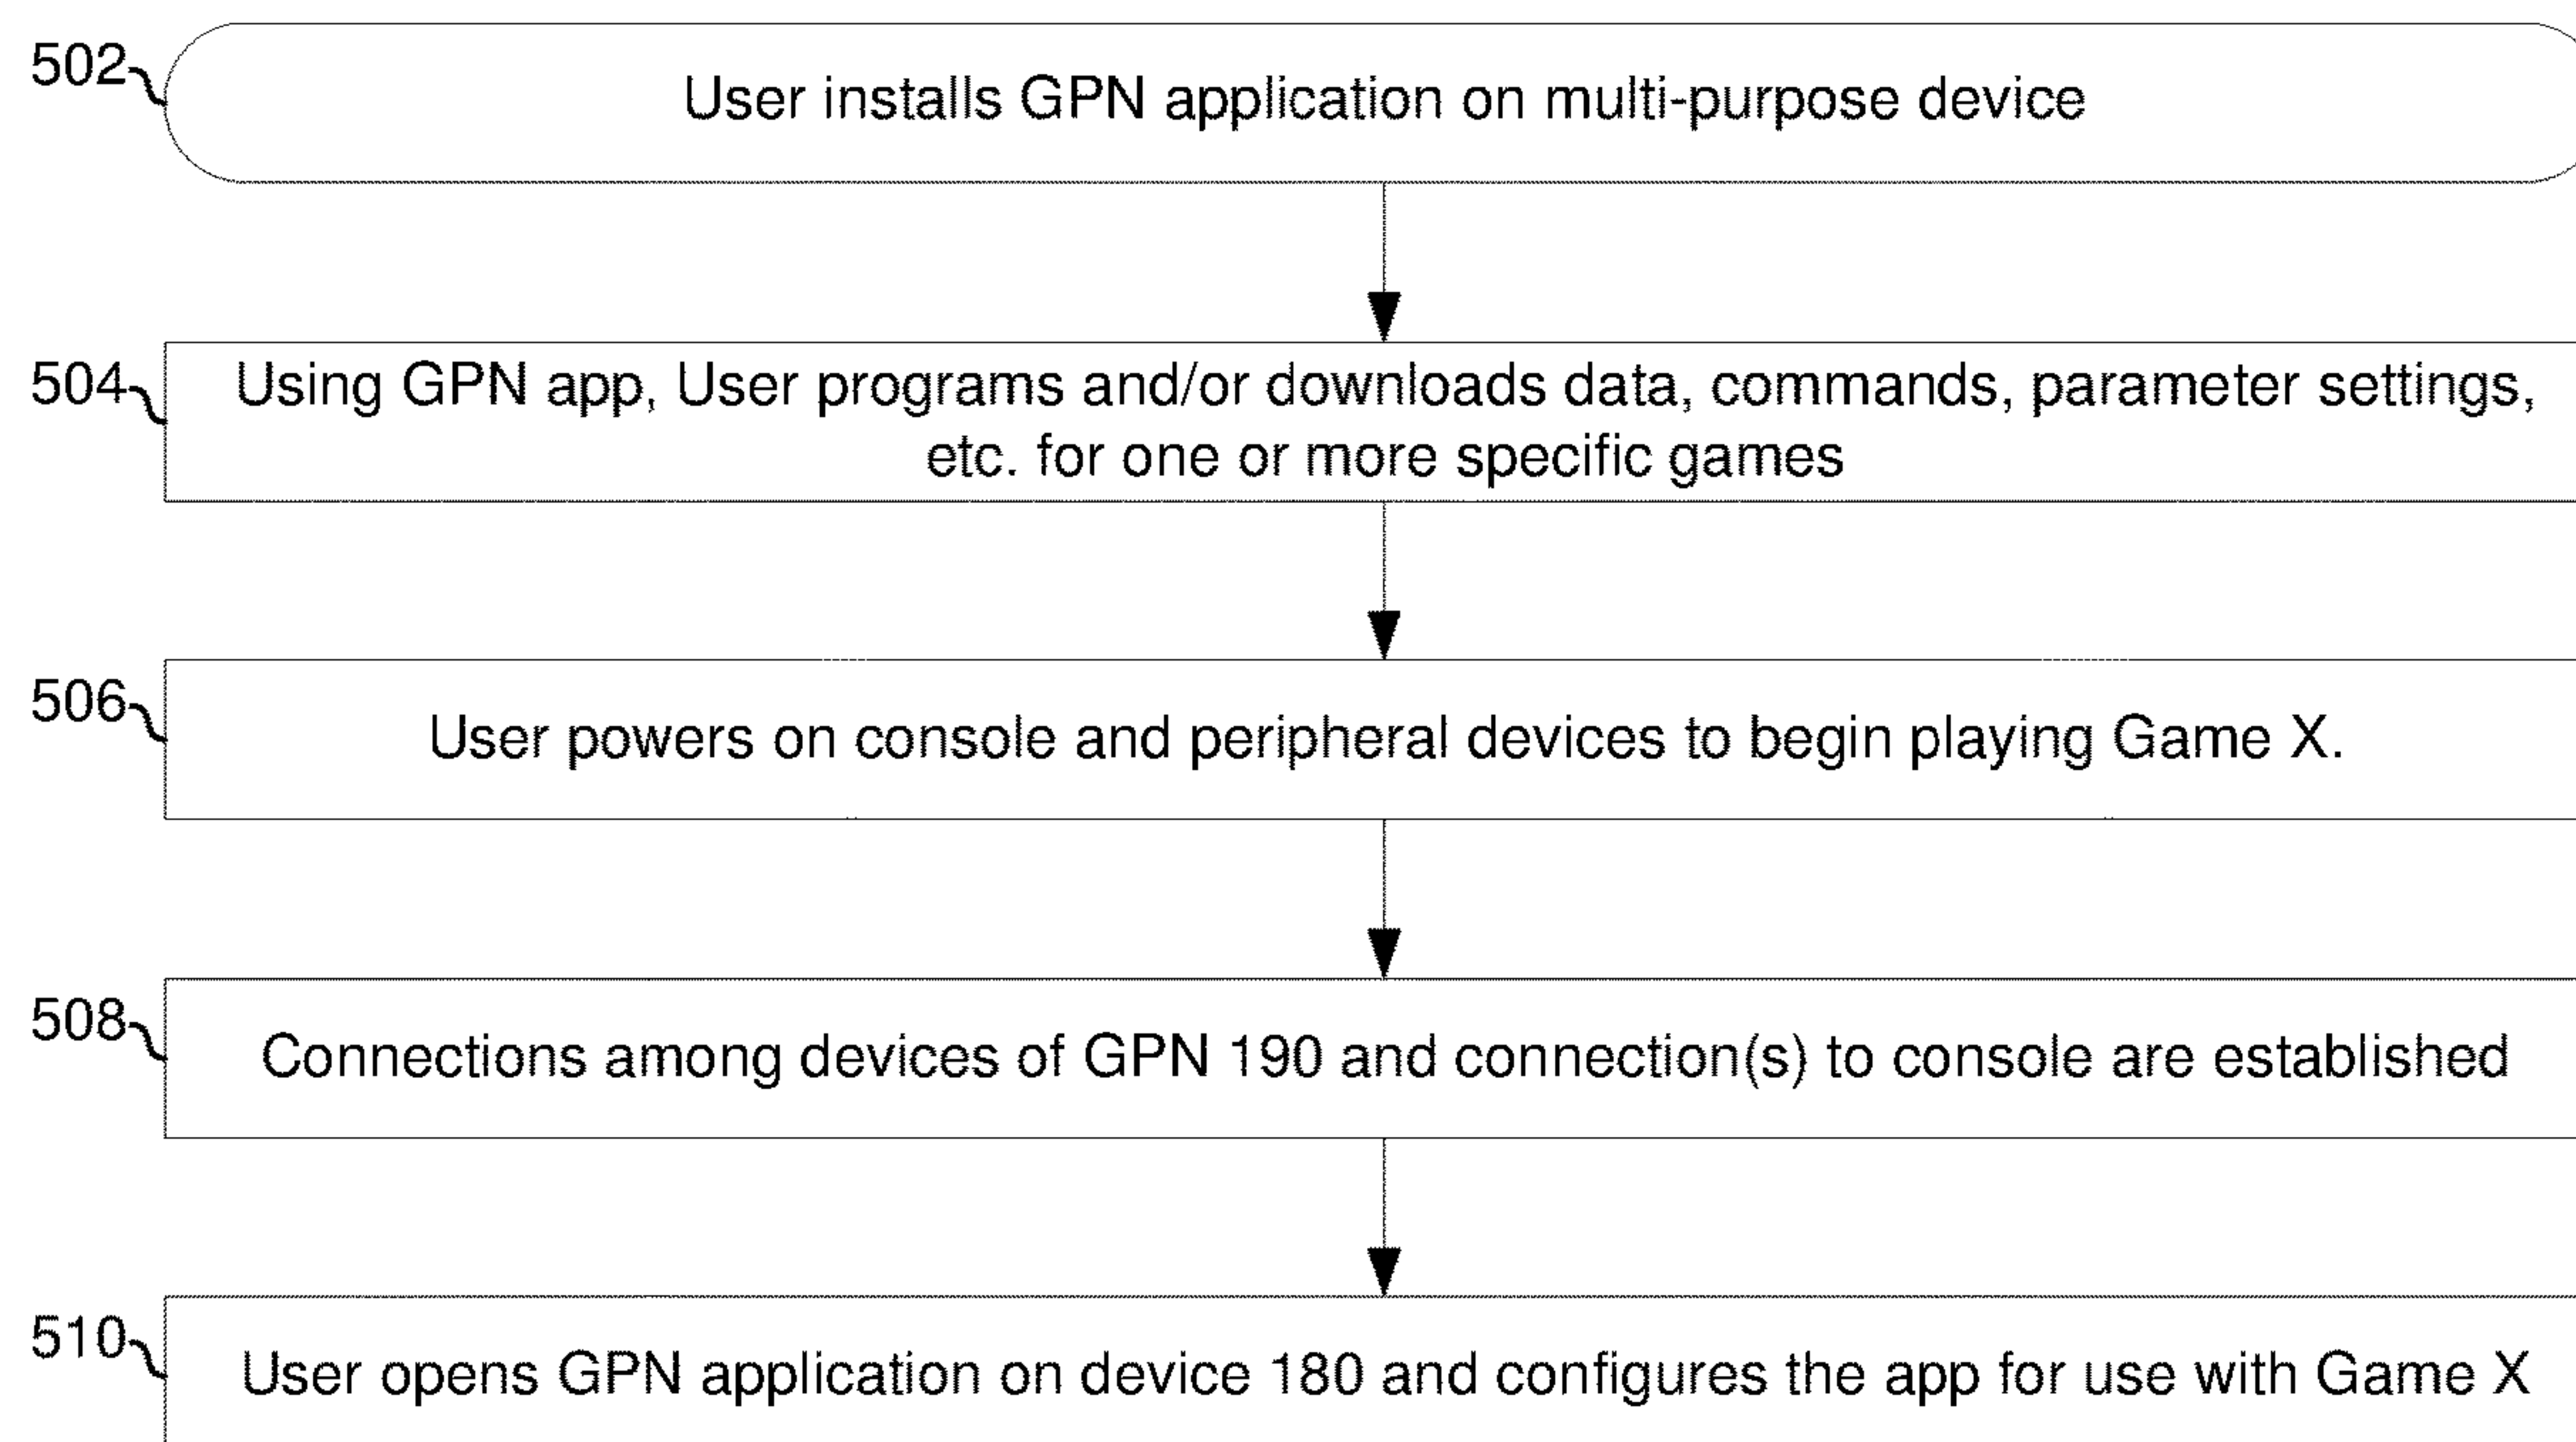 502
User installs GPN application on multi-purpose device
504
Using GPN app, User programs and/or downloads data, commands, parameter settings,
etc. for one or more specific games
506
User powers on console and peripheral devices to begin playing Game X.
508
Connections among devices of GPN 190 and connection(s) to console are established
510
User opens GPN application on device 180 and configures the app for use with Game X